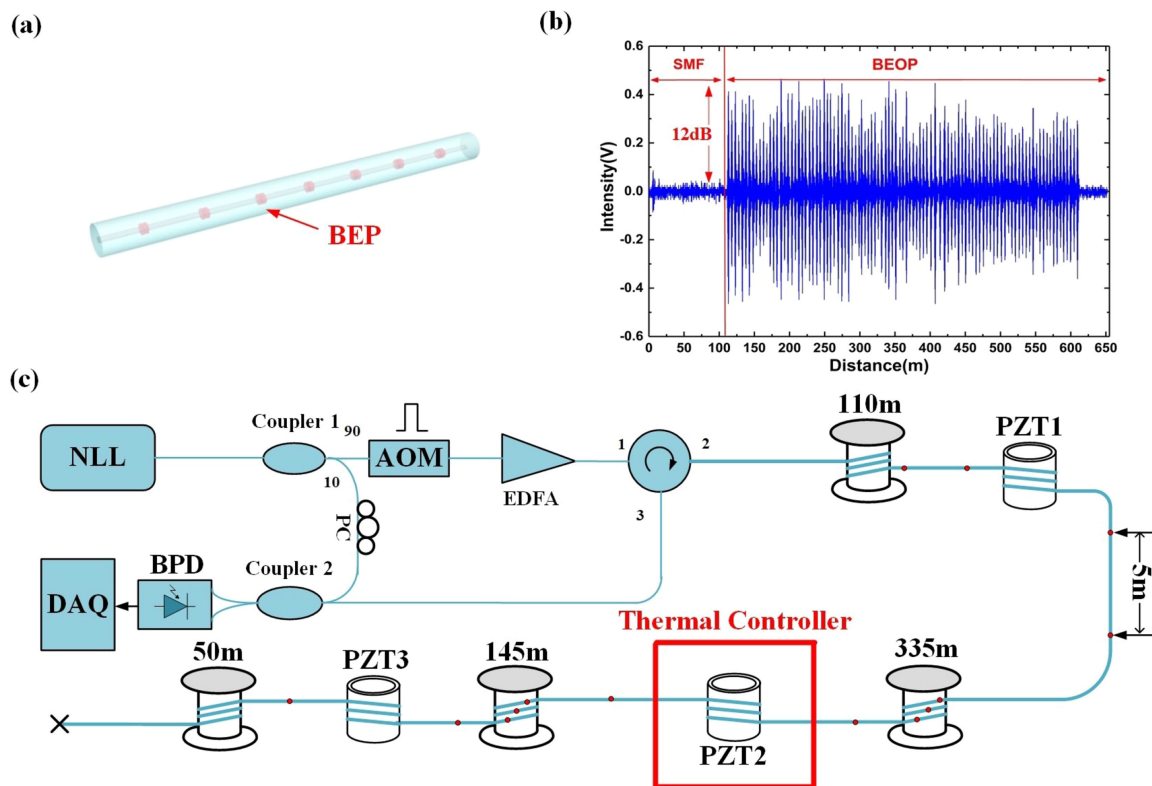 (a)
BEP
(b)
0.6
0.4
0.2
0.0
-0.2
-0.4
-0.6
Intensity(V)
SMF
BEOP
12dB
0 50 100 150 200 250 300 350 400 450 500 550 600 650
Distance(m)
(c)
NLL
Coupler 1
90
10
AOM
EDFA
1
2
3
110m
PZT1
PC
DAQ
BPD
Coupler 2
5m
Thermal Controller
50m
PZT3
145m
PZT2
335m